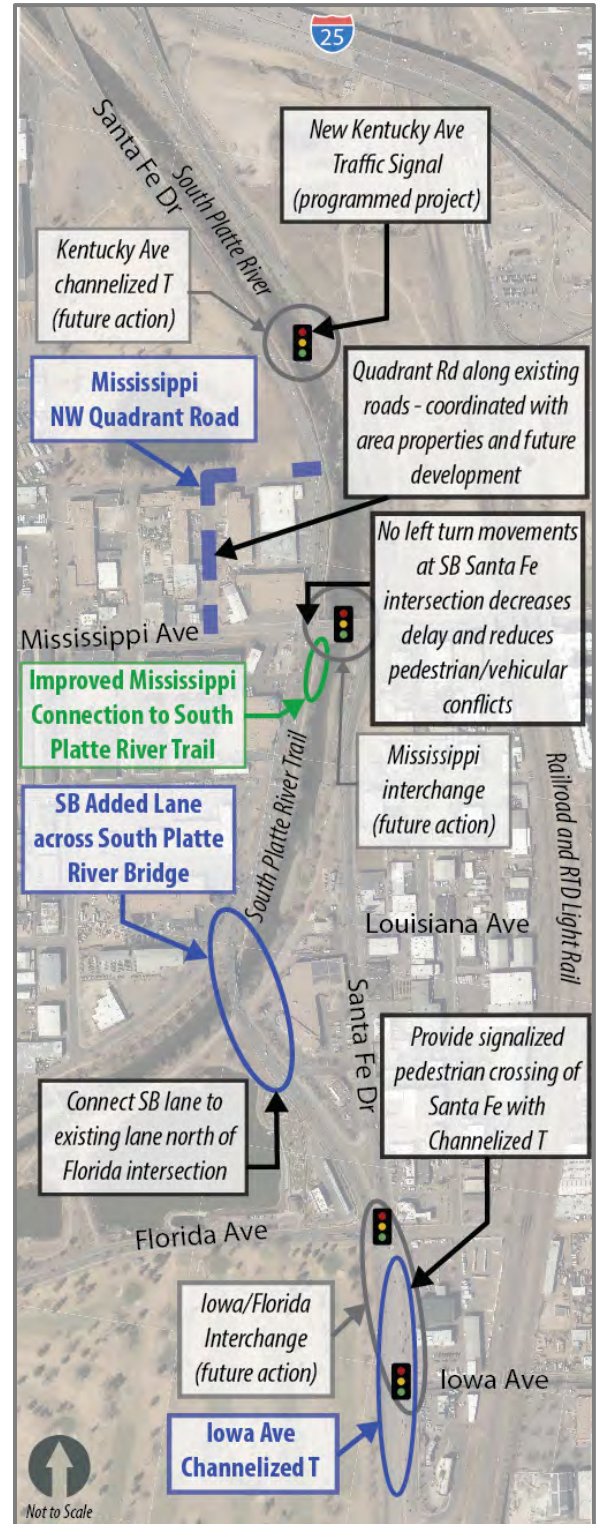 25
Santa Fe Dr
South Platte River
New Kentucky Ave
Traffic Signal
(programmed project)
Kentucky Ave
channelized T
(future action)
Mississippi
NW Quadrant Road
Quadrant Rd along existing
roads - coordinated with
area properties and future
development
No left turn movements
at SB Santa Fe
intersection decreases
delay and reduces
pedestrian/vehicular
conflicts
Mississippi Ave
Improved Mississippi
Connection to South
Platte River Trail
Mississippi
interchange
(future action)
Railroad and RTD Light Rail
SB Added Lane
across South Platte
River Bridge
South Platte River Trail
Louisiana Ave
Santa Fe Dr
Provide signalized
pedestrian crossing of
Santa Fe with
Channelized T
Connect SB lane to
existing lane north of
Florida intersection
Florida Ave
Iowa/Florida
Interchange
(future action)
Iowa Ave
Iowa Ave
Channelized T
Not to Scale